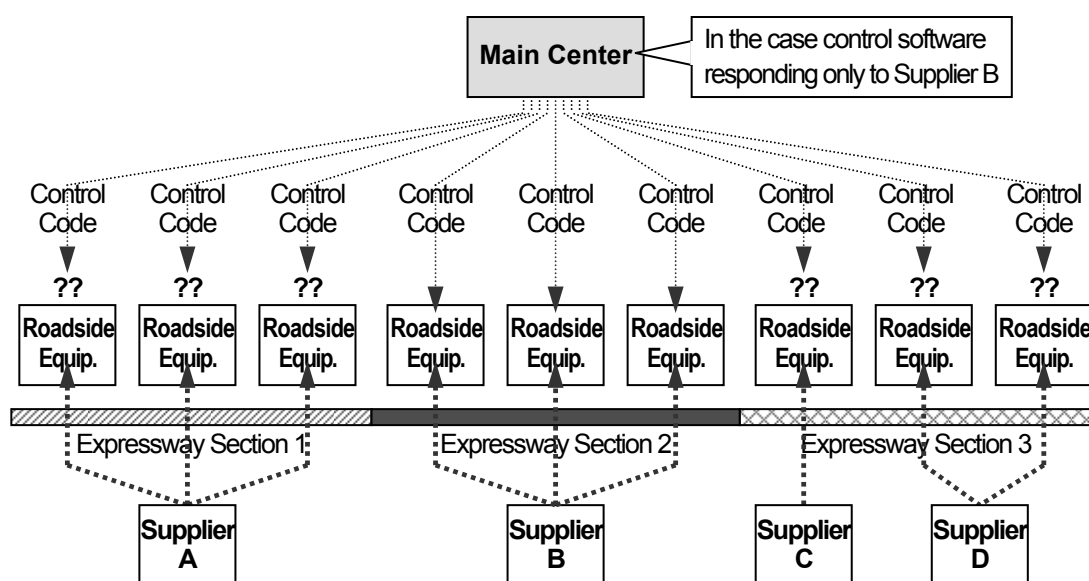 Main Center
In the case control software
responding only to Supplier B
Control
Code
Control
Code
Control
Code
Control
Code
Control
Code
Control
Code
Control
Code
Control
Code
Control
Code
??
??
??
??
??
??
Roadside
Equip.
Roadside
Equip.
Roadside
Equip.
Roadside
Equip.
Roadside
Equip.
Roadside
Equip.
Roadside
Equip.
Roadside
Equip.
Roadside
Equip.
Expressway Section 1
Expressway Section 2
Expressway Section 3
Supplier
A
Supplier
B
Supplier
C
Supplier
D